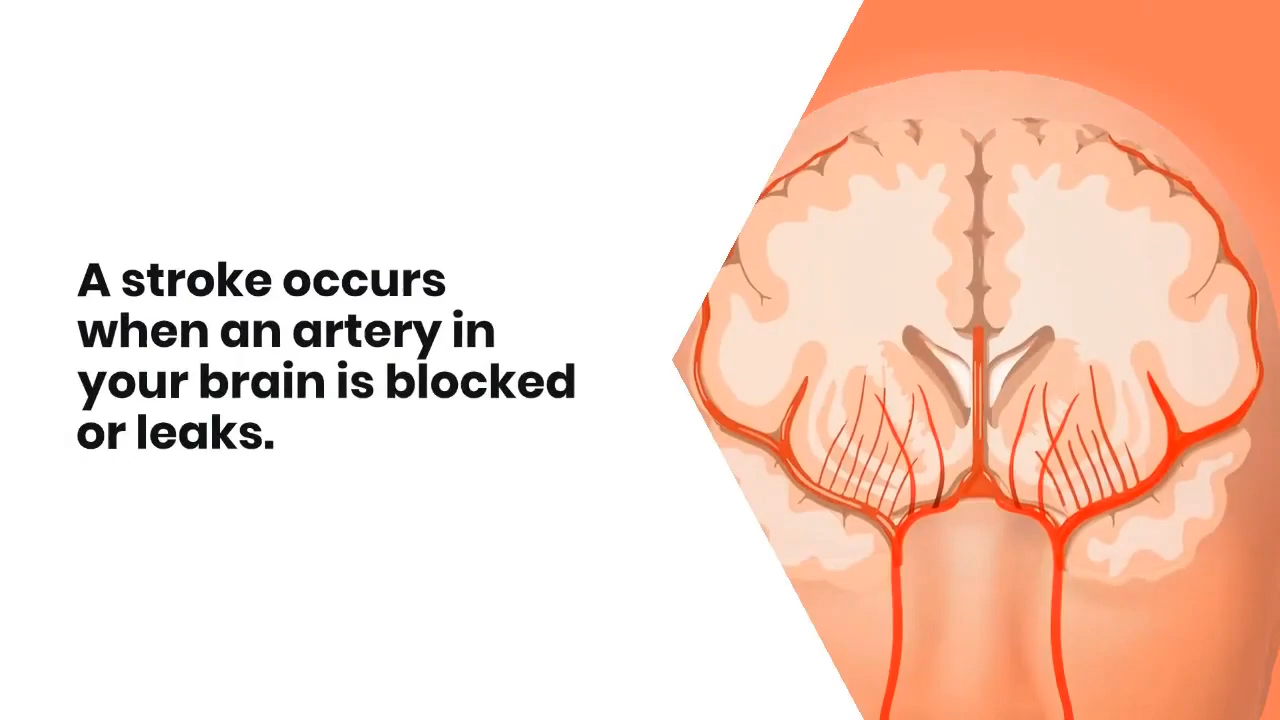 A stroke occurs
when an artery in
your brain is blocked
or leaks.